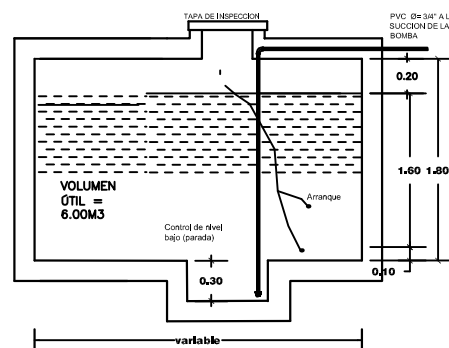 TAPA DE INSPECCION
PVC Ø= 3/4" A L
SUCCION DE LA
BOMBA
0.20
VOLUMEN
ÚTIL =
6.00M3
Arranque
1.60
1.80
Control de nivel
bajo (parada)
0.30
0.10
variable